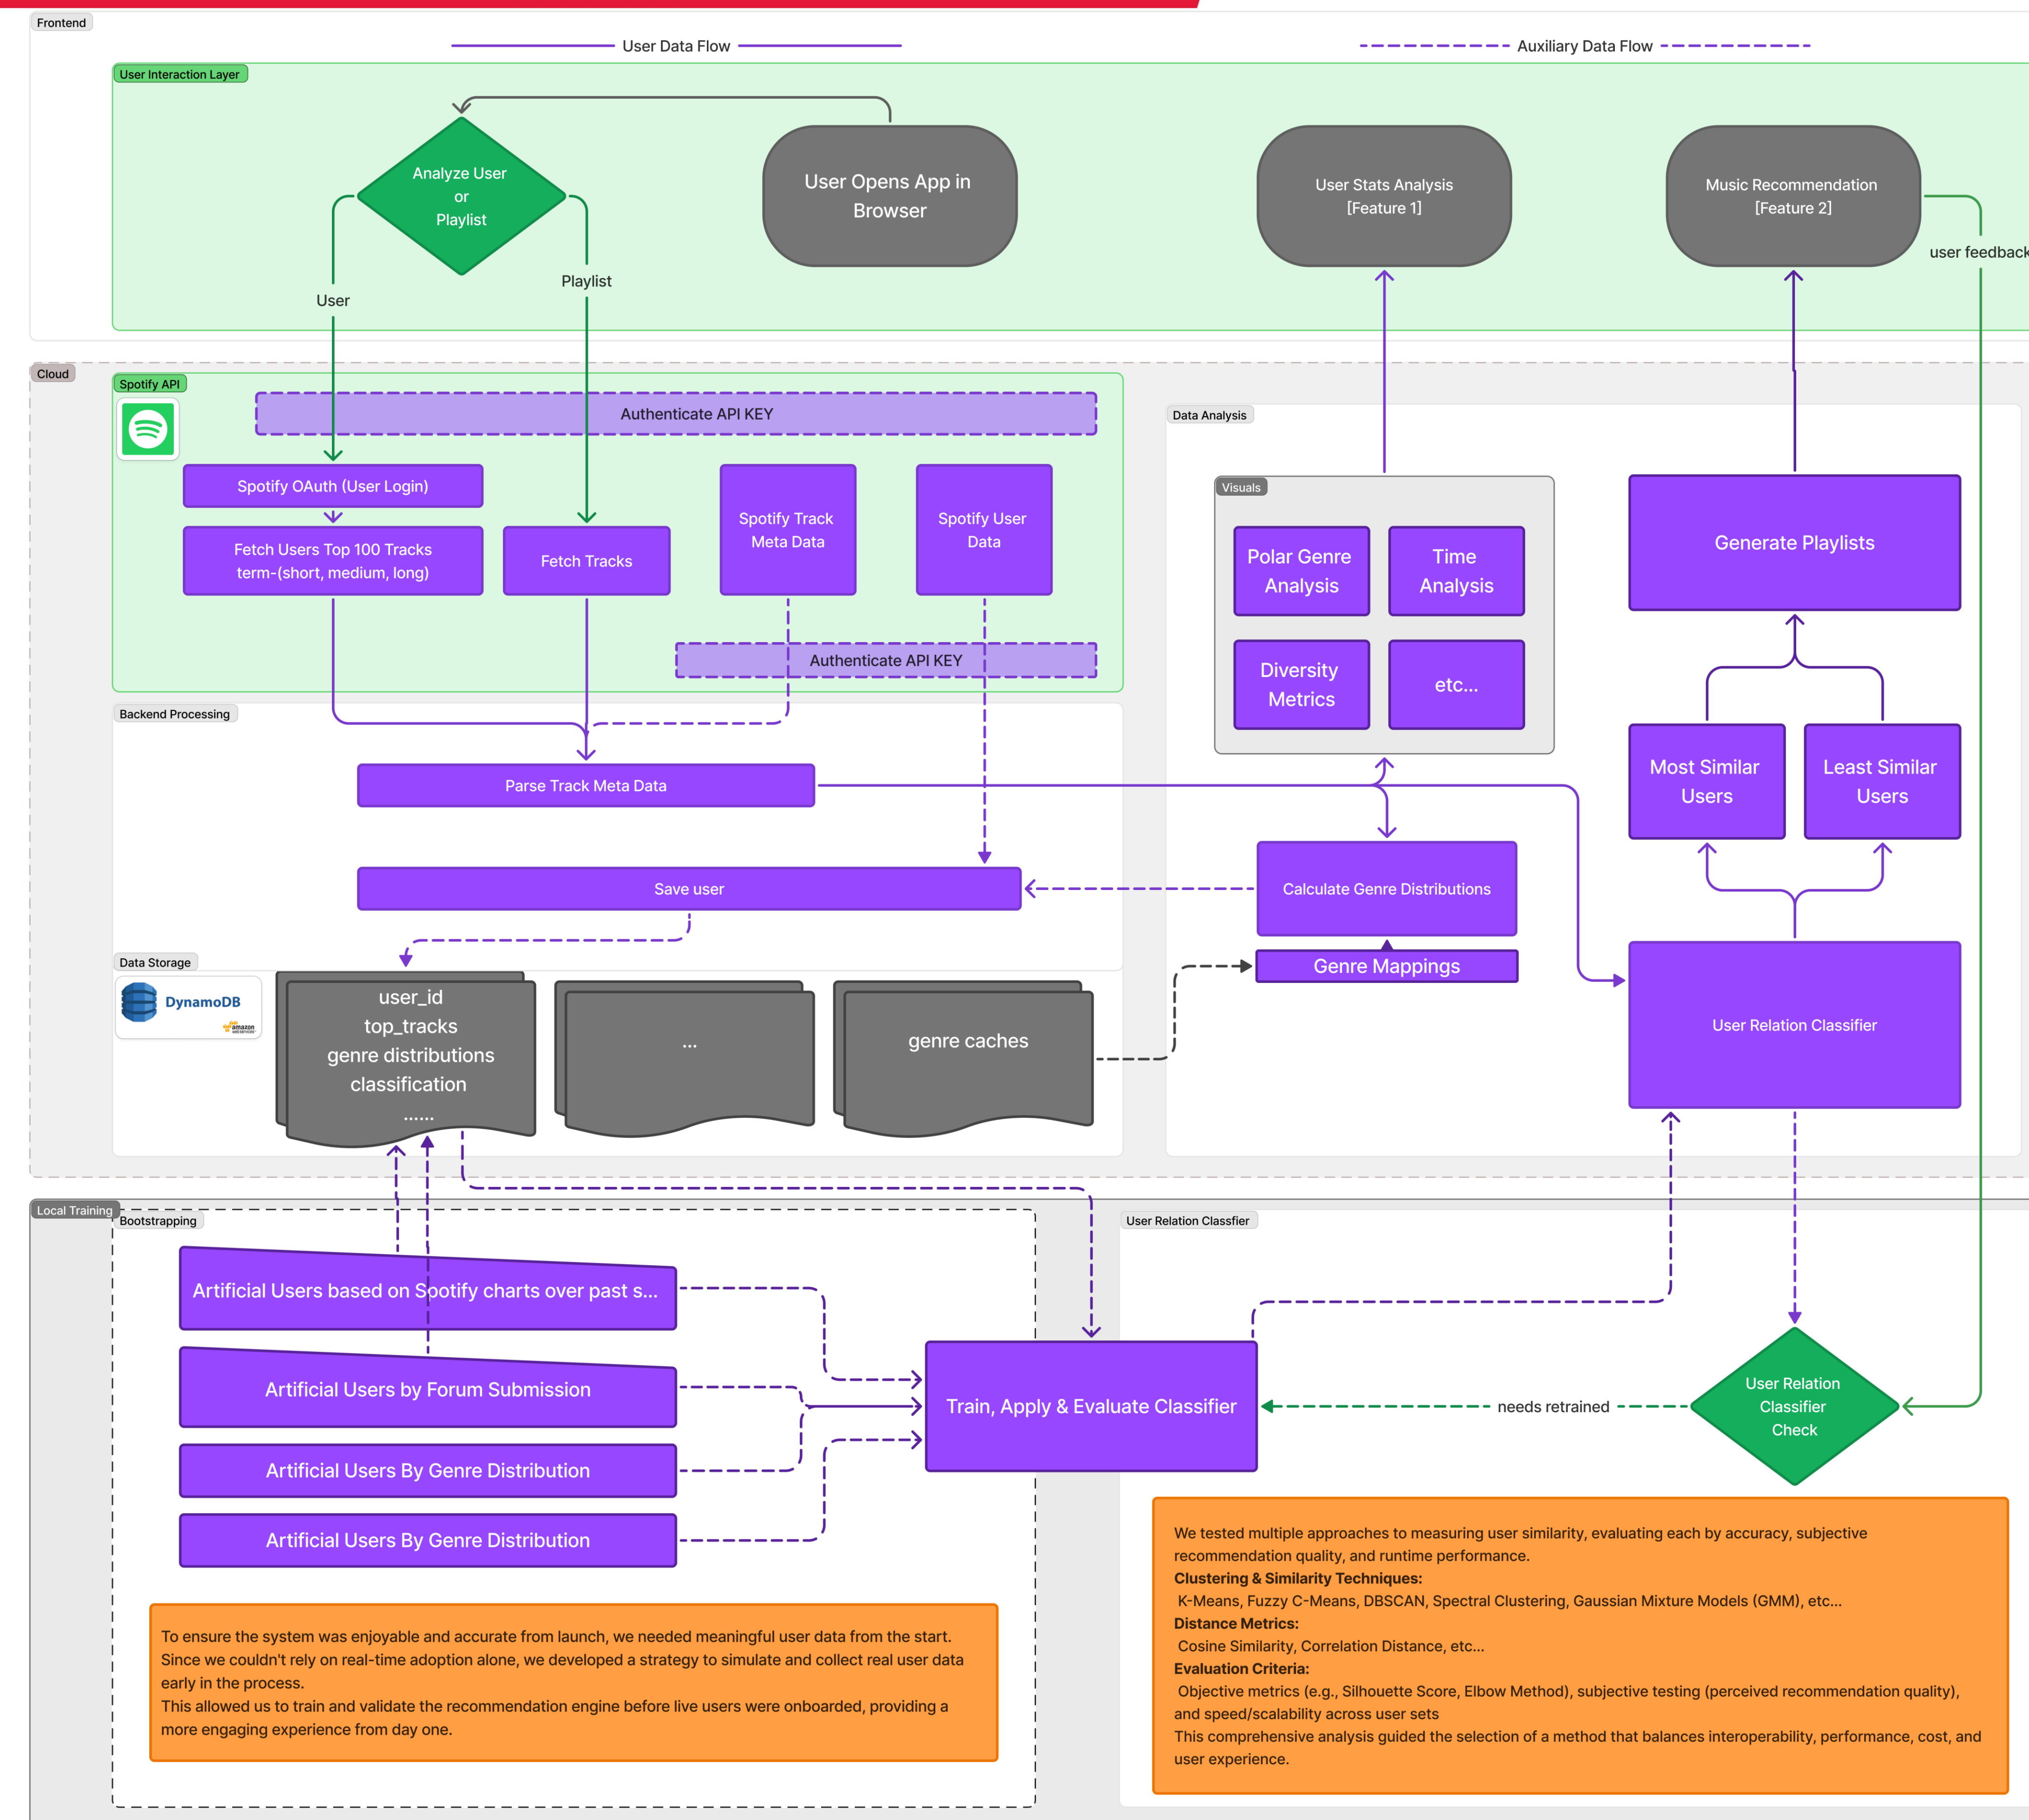 Frontend
User Data Flow
Auxiliary Data Flow
User Interaction Layer
Analyze User
or
Playlist
User Opens App in
Browser
User Stats Analysis
[Feature 1]
Music Recommendation
[Feature 2]
user feedback
Playlist
User
Cloud
Spotify API
Authenticate API KEY
Spotify OAuth (User Login)
Fetch Users Top 100 Tracks
term-(short, medium, long)
Fetch Tracks
Spotify Track
Meta Data
Spotify User
Data
Authenticate API KEY
Data Analysis
Visuals
Polar Genre
Analysis
Time
Analysis
Diversity
Metrics
etc...
Generate Playlists
Most Similar
Users
Least Similar
Users
Backend Processing
Parse Track Meta Data
Save user
Calculate Genre Distributions
Genre Mappings
User Relation Classifier
Data Storage
DynamoDB
amazon
user_id
top_tracks
genre distributions
classification
......
...
genre caches
Local Training
Bootstrapping
Artificial Users based on Spotify charts over past s...
Artificial Users by Forum Submission
Artificial Users By Genre Distribution
Artificial Users By Genre Distribution
To ensure the system was enjoyable and accurate from launch, we needed meaningful user data from the start.
Since we couldn't rely on real-time adoption alone, we developed a strategy to simulate and collect real user data
early in the process.
This allowed us to train and validate the recommendation engine before live users were onboarded, providing a
more engaging experience from day one.
User Relation Classfier
Train, Apply & Evaluate Classifier
needs retrained
User Relation
Classifier
Check
We tested multiple approaches to measuring user similarity, evaluating each by accuracy, subjective
recommendation quality, and runtime performance.
Clustering & Similarity Techniques:
K-Means, Fuzzy C-Means, DBSCAN, Spectral Clustering, Gaussian Mixture Models (GMM), etc...
Distance Metrics:
Cosine Similarity, Correlation Distance, etc...
Evaluation Criteria:
Objective metrics (e.g., Silhouette Score, Elbow Method), subjective testing (perceived recommendation quality),
and speed/scalability across user sets
This comprehensive analysis guided the selection of a method that balances interoperability, performance, cost, and
user experience.